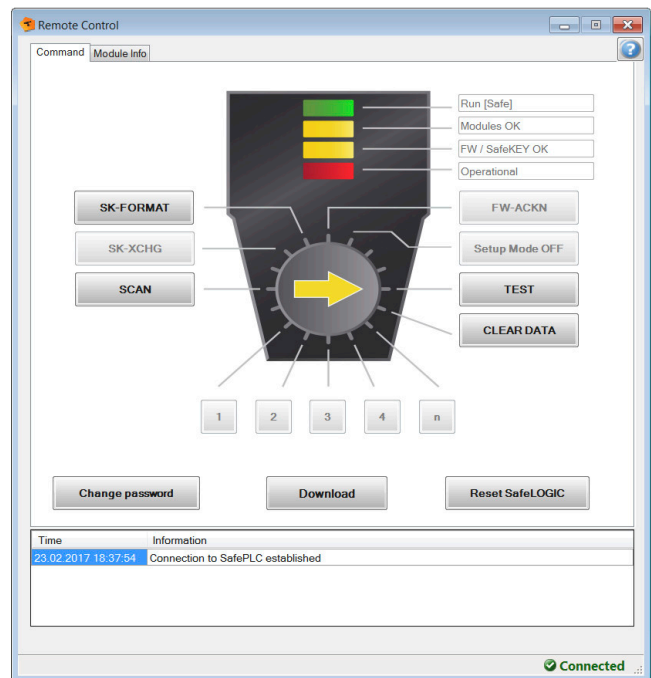 Remote Control
Command Module Info
Run [Safe]
Modules OK
FW / SafeKEY OK
Operational
SK-FORMAT
FW-ACKN
SK-XCHG
Setup Mode OFF
SCAN
TEST
CLEAR DATA
1 2 3 4 n
Change password Download Reset SafeLOGIC
Time Information
23.02.2017 18:37:54 Connection to SafePLC established
Connected